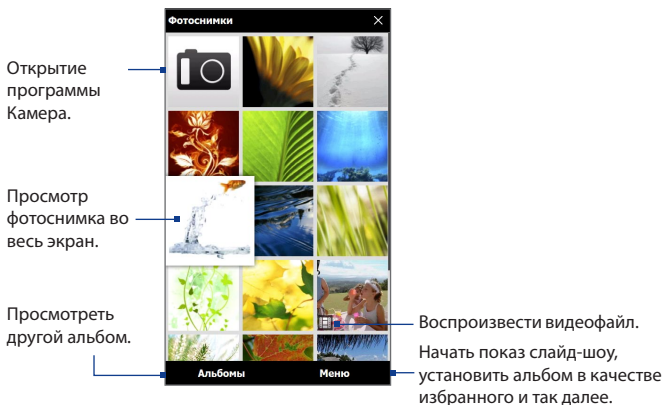 Фотоснимки
Открытие
программы
Камера.
Просмотр
фотоснимка во
весь экран.
Просмотреть
другой альбом.
Воспроизвести видеофайл.
Альбомы
Меню
Начать показ слайд-шоу,
установить альбом в качестве
избранного и так далее.